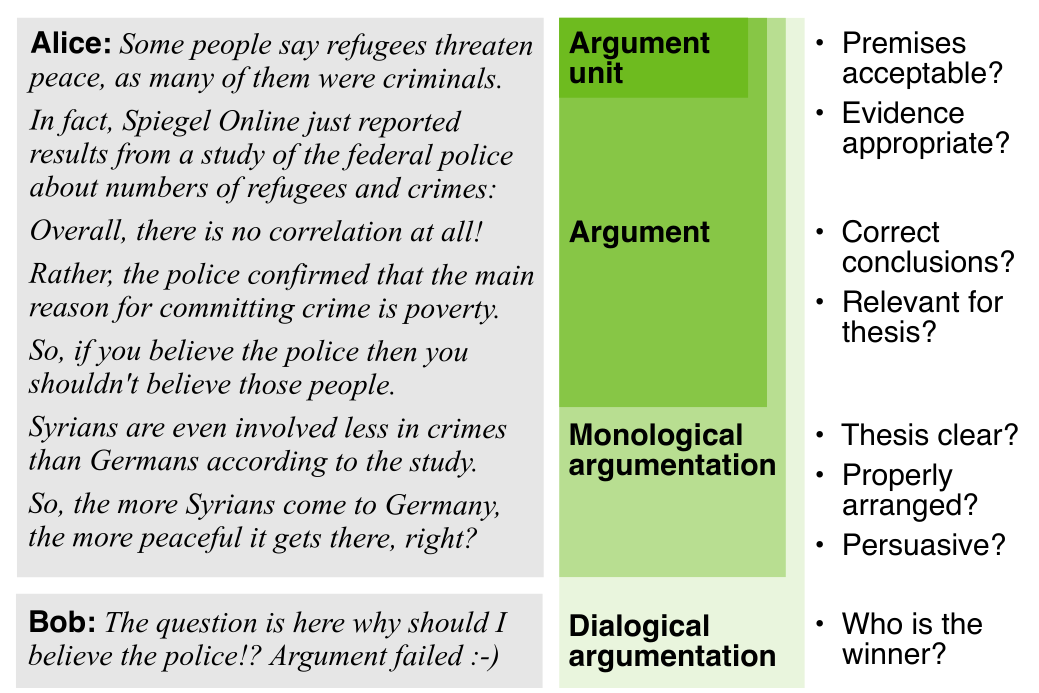 Alice: Some people say refugees threaten
peace, as many of them were criminals.
In fact, Spiegel Online just reported
results from a study of the federal police
about numbers of refugees and crimes:
Overall, there is no correlation at all!
Rather, the police confirmed that the main
reason for committing crime is poverty.
So, if you believe the police then you
shouldn't believe those people.
Syrians are even involved less in crimes
than Germans according to the study.
So, the more Syrians come to Germany,
the more peaceful it gets there, right?
Bob: The question is here why should I
believe the police!? Argument failed :-)
Argument
unit
Argument
Monological
argumentation
Dialogical
argumentation
• Premises
acceptable?
• Evidence
appropriate?
• Correct
conclusions?
• Relevant for
thesis?
• Thesis clear?
• Properly
arranged?
• Persuasive?
• Who is the
winner?